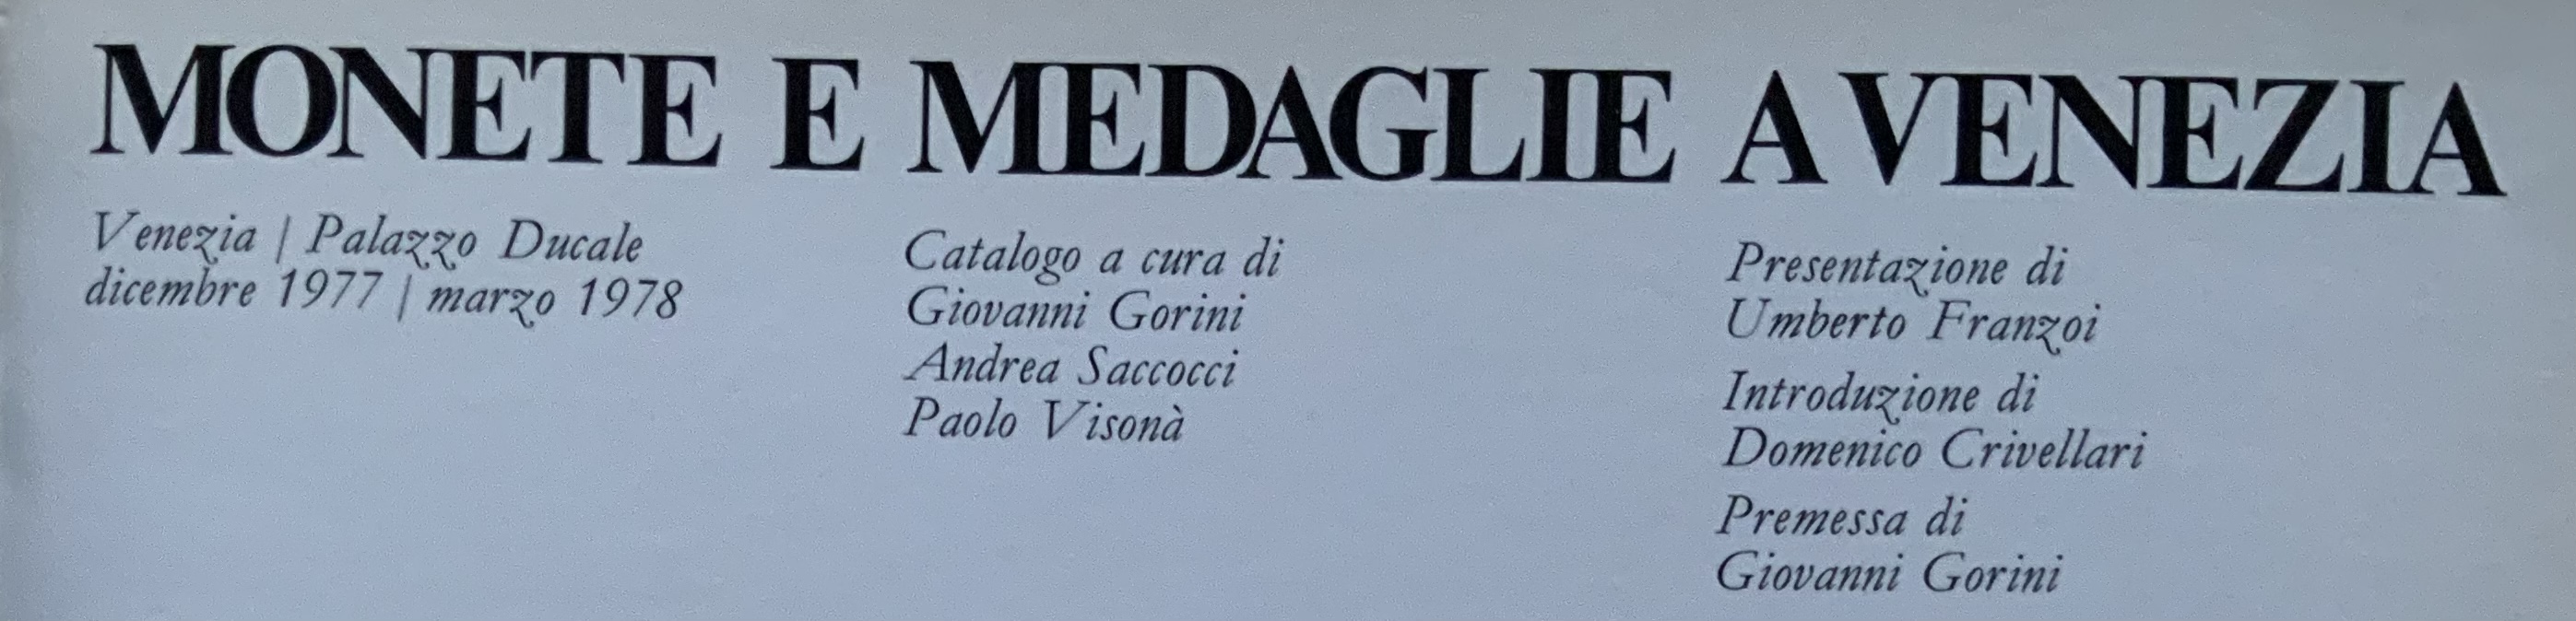 MONETE E MEDAGLIE A VENEZIA
Venezia | Palazzo Ducale
dicembre 1977 | marzo 1978
Catalogo a cura di
Giovanni Gorini
Andrea Saccocci
Paolo Visonà
Presentazione di
Umberto Franzoi
Introduzione di
Domenico Crivellari
Premessa di
Giovanni Gorini